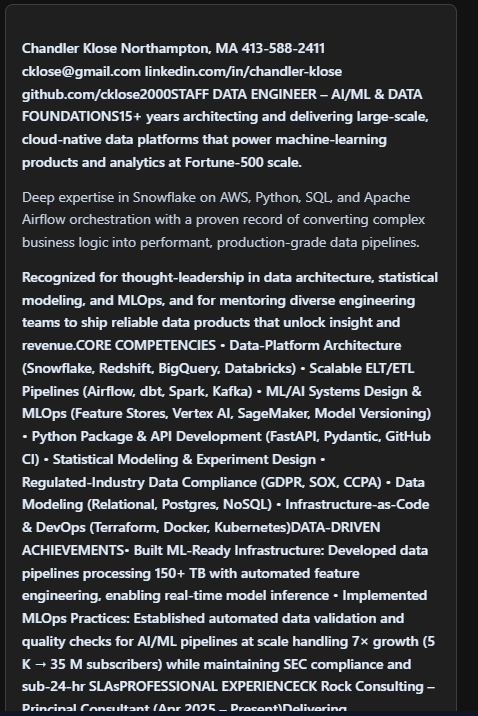 Chandler Klose Northampton, MA 413-588-2411
cklose@gmail.com linkedin.com/in/chandler-klose
github.com/cklose2000STAFF DATA ENGINEER – AI/ML & DATA
FOUNDATIONS15+ years architecting and delivering large-scale,
cloud-native data platforms that power machine-learning
products and analytics at Fortune-500 scale.
Deep expertise in Snowflake on AWS, Python, SQL, and Apache
Airflow orchestration with a proven record of converting complex
business logic into performant, production-grade data pipelines.
Recognized for thought-leadership in data architecture, statistical
modeling, and MLOps, and for mentoring diverse engineering
teams to ship reliable data products that unlock insight and
revenue.CORE COMPETENCIES • Data-Platform Architecture
(Snowflake, Redshift, BigQuery, Databricks) • Scalable ELT/ETL
Pipelines (Airflow, dbt, Spark, Kafka) • ML/AI Systems Design &
MLOps (Feature Stores, Vertex AI, SageMaker, Model Versioning)
• Python Package & API Development (FastAPI, Pydantic, GitHub
CI) • Statistical Modeling & Experiment Design •
Regulated-Industry Data Compliance (GDPR, SOX, CCPA) • Data
Modeling (Relational, Postgres, NoSQL) • Infrastructure-as-Code
& DevOps (Terraform, Docker, Kubernetes)DATA-DRIVEN
ACHIEVEMENTS• Built ML-Ready Infrastructure: Developed data
pipelines processing 150+ TB with automated feature
engineering, enabling real-time model inference • Implemented
MLOps Practices: Established automated data validation and
quality checks for AI/ML pipelines at scale handling 7× growth (5
K → 35 M subscribers) while maintaining SEC compliance and
sub-24-hr SLAsPROFESSIONAL EXPERIENCECK Rock Consulting –
Principal Consultant (Apr 2025 – Present)Delivering